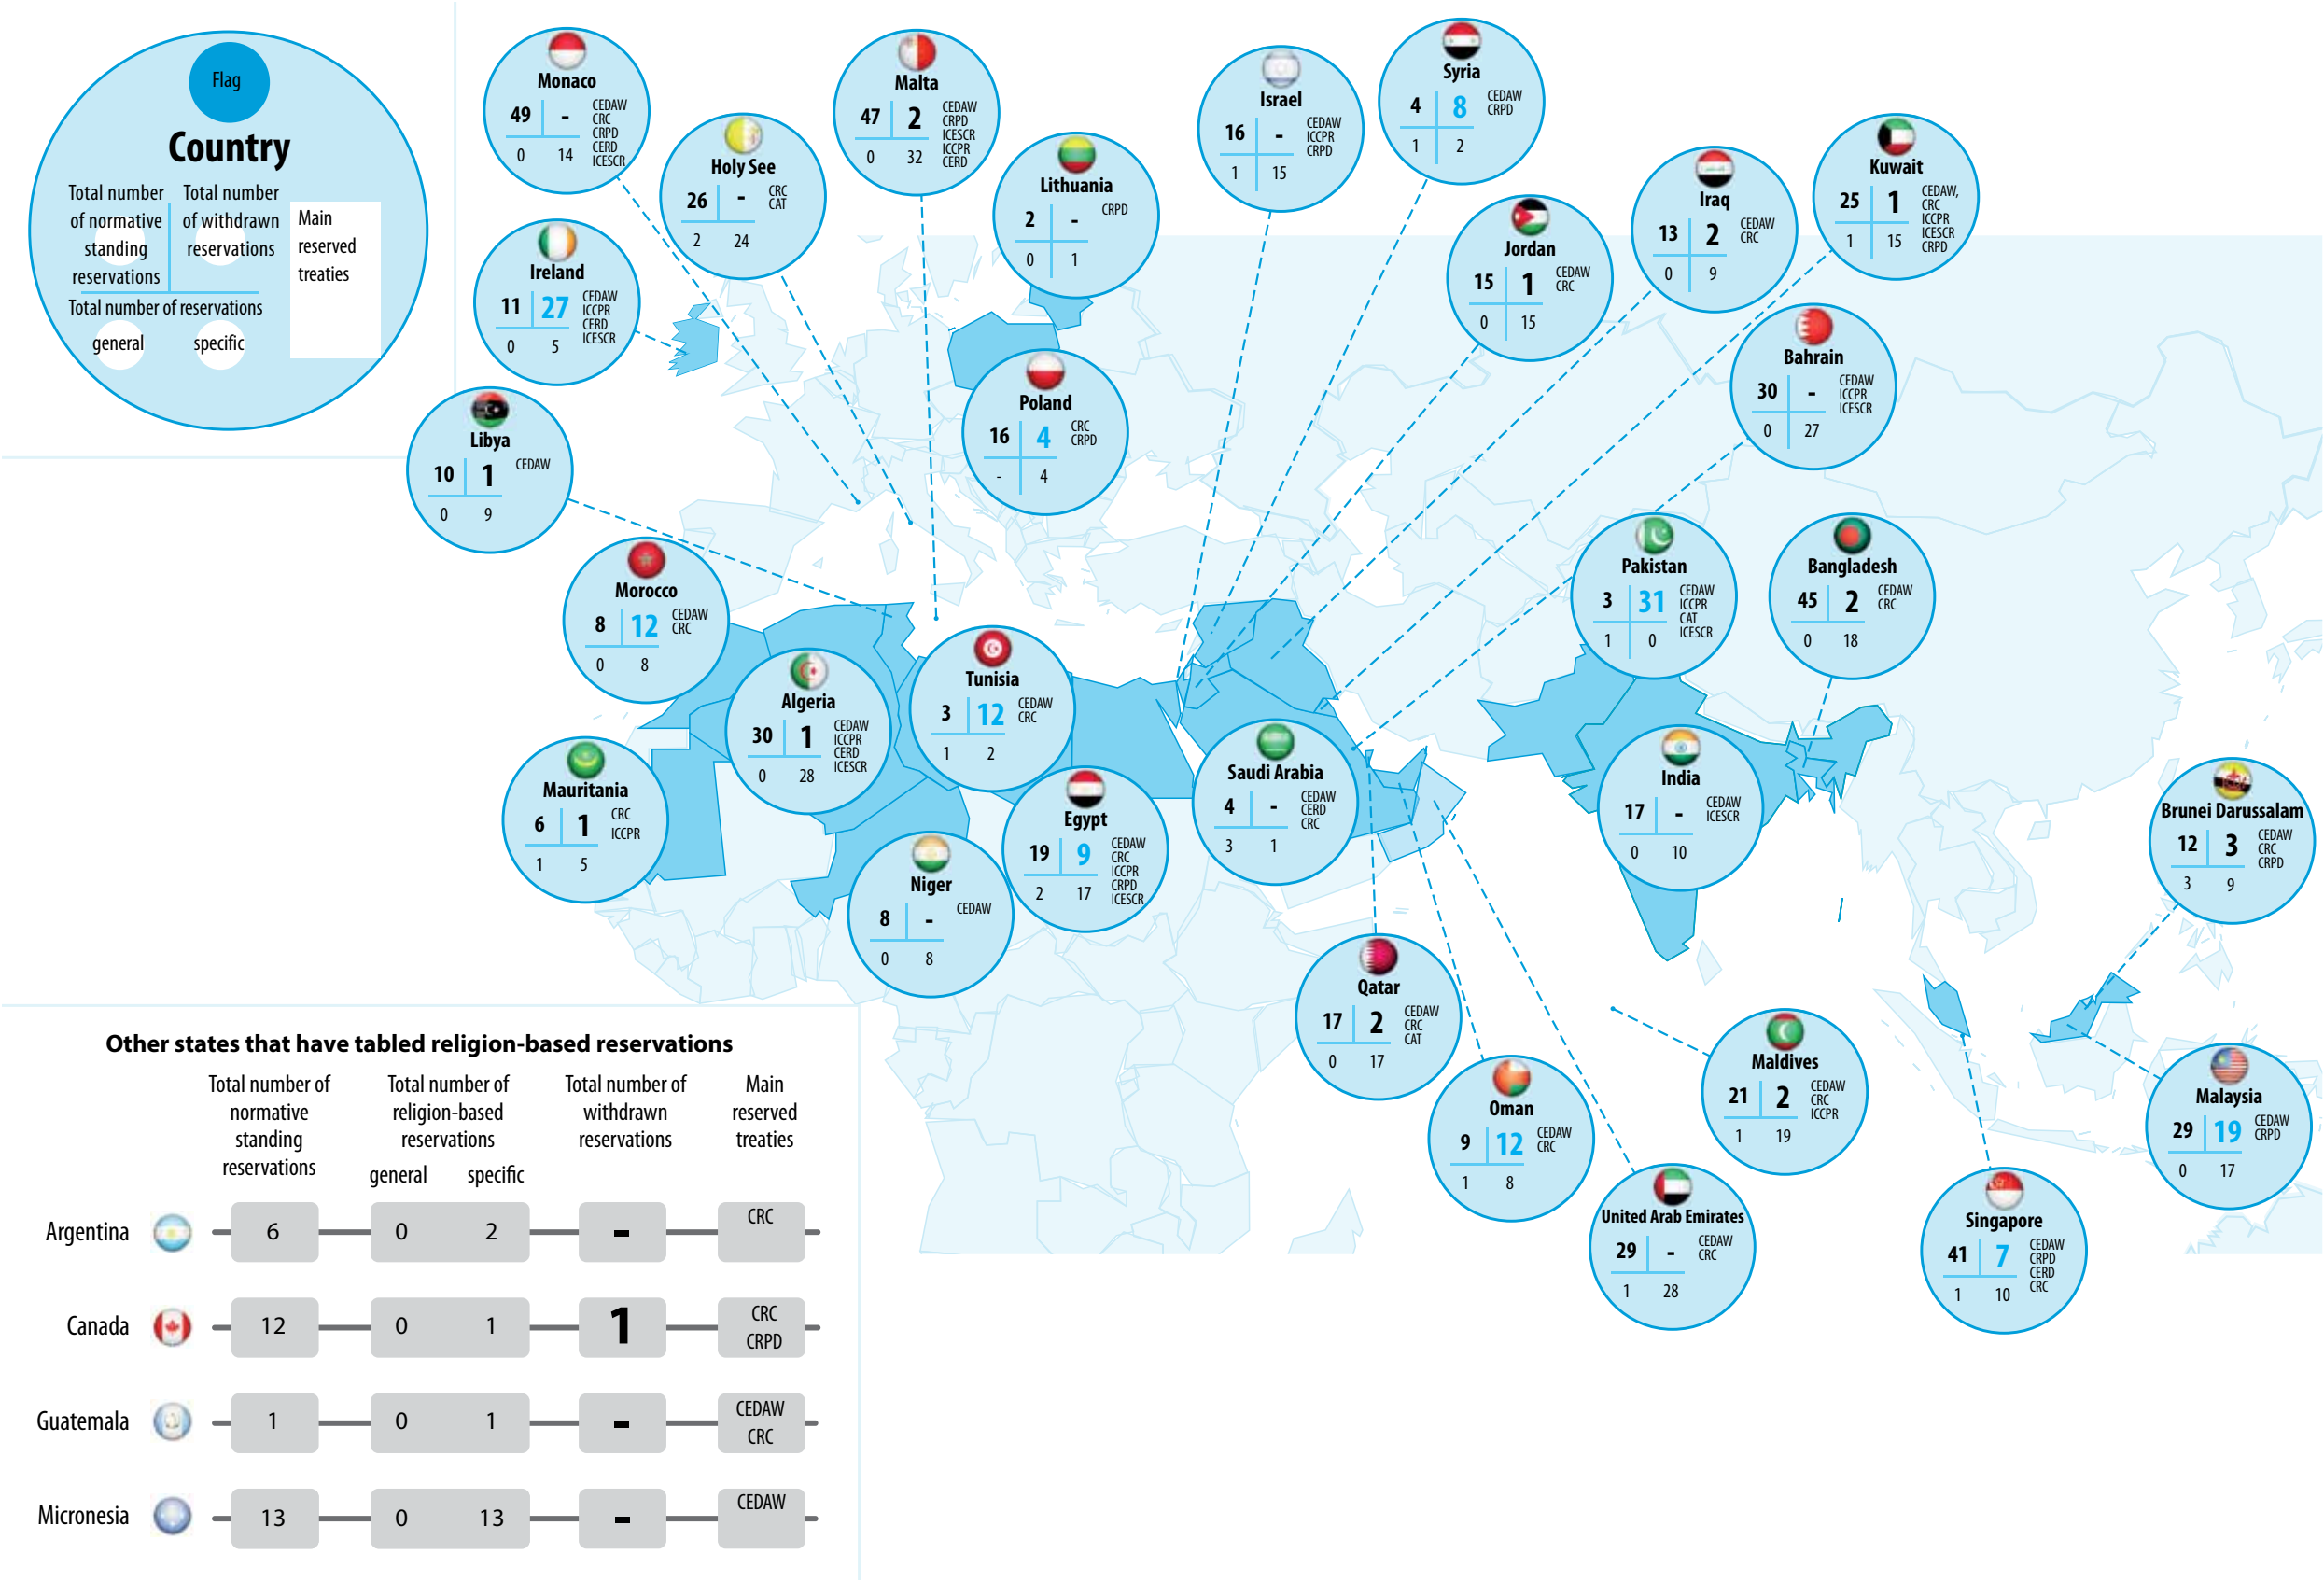 Flag
Country
Total number
of normative
standing
reservations
Total number
of withdrawn
reservations
Main
reserved
treaties
Total number of reservations
general specific
Monaco
49 - CEDAW
CRC
CRPD
CERD
ICESCR
0 14
Holy See
26 - CRC
CAT
2 24
Malta
47 2 CEDAW
CRPD
ICESCR
ICCPR
CERD
0 32
Lithuania
2 - CRPD
0 1
Israel
16 - CEDAW
ICCPR
CRPD
1 15
Syria
4 8 CEDAW
CRPD
1 2
Jordan
15 1 CEDAW
CRC
0 15
Iraq
13 2 CEDAW
CRC
0 9
Kuwait
25 1 CEDAW,
CRC
ICCPR
ICESCR
CRPD
1 15
Bahrain
30 - CEDAW
ICCPR
ICESCR
0 27
Ireland
11 27 CEDAW
ICCPR
CERD
ICESCR
0 5
Poland
16 4 CRC
CRPD
- 4
Libya
10 1 CEDAW
0 9
Morocco
8 12 CEDAW
CRC
0 8
Algeria
30 1 CEDAW
ICCPR
CERD
ICESCR
0 28
Tunisia
3 12 CEDAW
CRC
1 2
Pakistan
3 31 CEDAW
ICCPR
CAT
ICESCR
1 0
Bangladesh
45 2 CEDAW
CRC
0 18
Mauritania
6 1 CRC
ICCPR
1 5
Niger
8 - CEDAW
0 8
Egypt
19 9 CEDAW
CRC
ICCPR
CRPD
ICESCR
2 17
Saudi Arabia
4 - CEDAW
CERD
CRC
3 1
India
17 - CEDAW
ICESCR
0 10
Brunei Darussalam
12 3 CEDAW
CRC
CRPD
3 9
Qatar
17 2 CEDAW
CRC
CAT
0 17
Oman
9 12 CEDAW
CRC
1 8
Maldives
21 2 CEDAW
CRC
ICCPR
1 19
Malaysia
29 19 CEDAW
CRPD
0 17
United Arab Emirates
29 - CEDAW
CRC
1 28
Singapore
41 7 CEDAW
CRPD
CERD
CRC
1 10
Other states that have tabled religion-based reservations
Total number of
normative
standing
reservations
Total number of
religion-based
reservations
general specific
Total number of
withdrawn
reservations
Main
reserved
treaties
Argentina 6 0 2 - CRC
Canada 12 0 1 1 CRC
CRPD
Guatemala 1 0 1 - CEDAW
CRC
Micronesia 13 0 13 - CEDAW